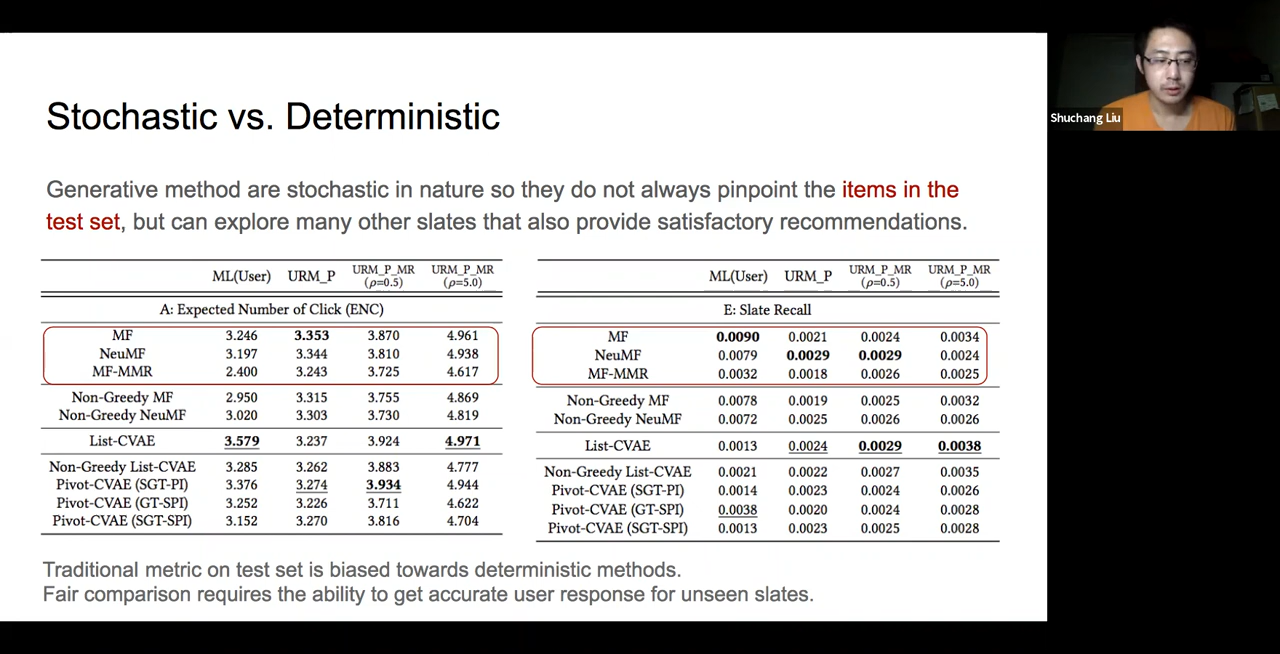 Stochastic vs. Deterministic
Generative method are stochastic in nature so they do not always pinpoint the items in the
test set, but can explore many other slates that also provide satisfactory recommendations.
ML(User) URM_P URM_P_MR (ρ=0.5) URM_P_MR (ρ=5.0)
A: Expected Number of Click (ENC)
MF 3.246 3.353 3.870 4.961
NeuMF 3.197 3.344 3.810 4.938
MF-MMR 2.400 3.243 3.725 4.617
Non-Greedy MF 2.950 3.315 3.755 4.869
Non-Greedy NeuMF 3.020 3.303 3.730 4.819
List-CVAE 3.579 3.237 3.924 4.971
Non-Greedy List-CVAE 3.285 3.262 3.883 4.777
Pivot-CVAE (SGT-PI) 3.376 3.274 3.934 4.944
Pivot-CVAE (GT-SPI) 3.252 3.226 3.711 4.622
Pivot-CVAE (SGT-SPI) 3.152 3.270 3.816 4.704
ML(User) URM_P URM_P_MR (ρ=0.5) URM_P_MR (ρ=5.0)
E: Slate Recall
MF 0.0090 0.0021 0.0024 0.0034
NeuMF 0.0079 0.0029 0.0029 0.0024
MF-MMR 0.0032 0.0018 0.0026 0.0025
Non-Greedy MF 0.0078 0.0019 0.0025 0.0032
Non-Greedy NeuMF 0.0072 0.0025 0.0026 0.0026
List-CVAE 0.0013 0.0024 0.0029 0.0038
Non-Greedy List-CVAE 0.0021 0.0022 0.0027 0.0035
Pivot-CVAE (SGT-PI) 0.0014 0.0023 0.0024 0.0026
Pivot-CVAE (GT-SPI) 0.0038 0.0020 0.0024 0.0028
Pivot-CVAE (SGT-SPI) 0.0013 0.0023 0.0025 0.0028
Traditional metric on test set is biased towards deterministic methods.
Fair comparison requires the ability to get accurate user response for unseen slates.
Shuchang Liu